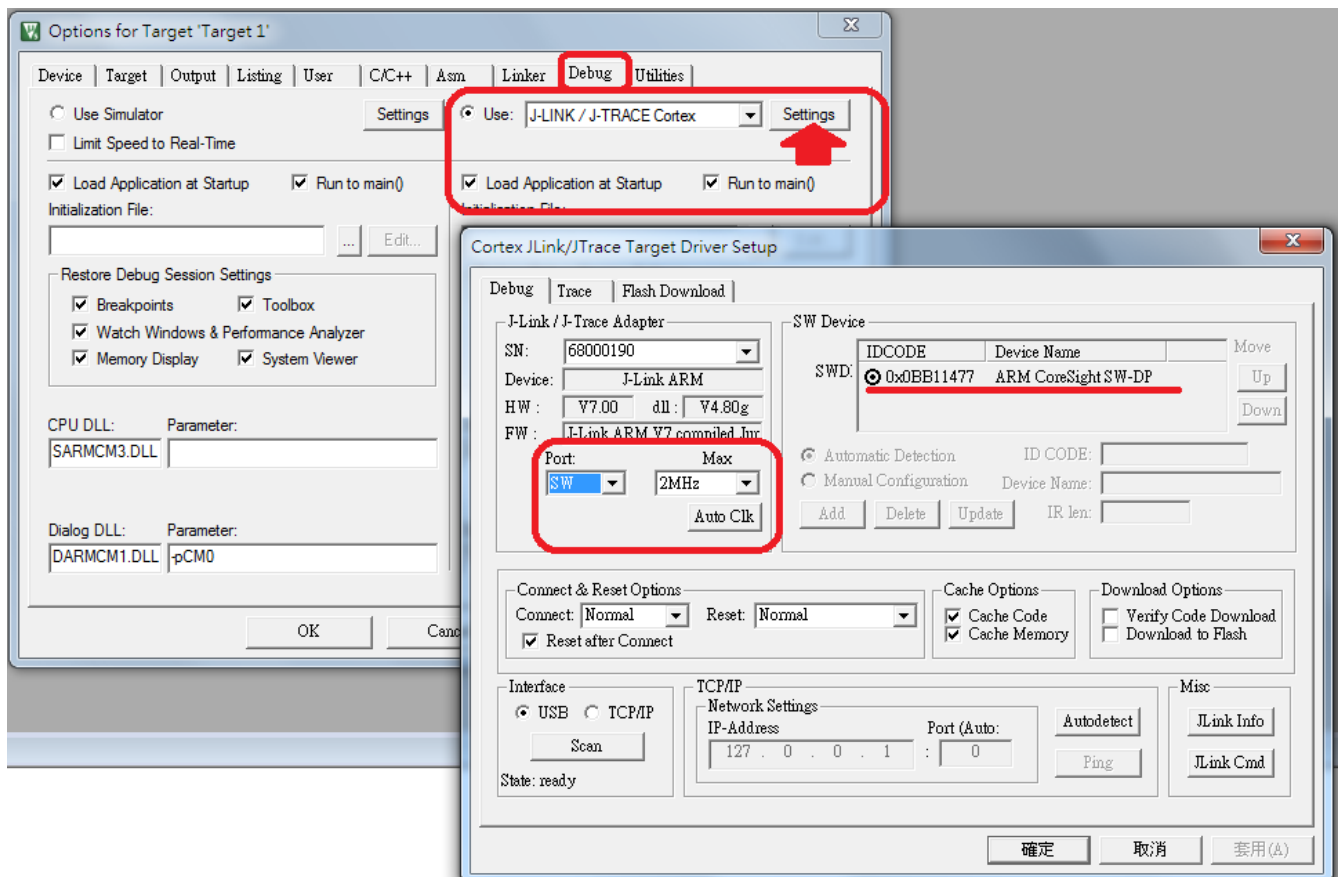 Options for Target 'Target 1'
Device Target Output Listing User C/C++ Asm Linker Debug Utilities
Use Simulator Settings
Limit Speed to Real-Time
Use: J-LINK / J-TRACE Cortex Settings
Load Application at Startup Run to main()
Initialization File:
... Edit...
Load Application at Startup Run to main()
Initialization File:
Restore Debug Session Settings
Breakpoints Toolbox
Watch Windows & Performance Analyzer
Memory Display System Viewer
CPU DLL: Parameter:
SARMCM3.DLL
Dialog DLL: Parameter:
DARMCM1.DLL -pCM0
OK Canc
Cortex JLink/JTrace Target Driver Setup
Debug Trace Flash Download
J-Link / J-Trace Adapter
SN: 68000190
Device: J-Link ARM
HW : V7.00 dll : V4.80g
FW : J-Link ARM V7 compiled Jun
Port: Max
SW 2MHz
Auto Clk
SW Device
IDCODE Device Name Move
SWD: 0x0BB11477 ARM CoreSight SW-DP Up
Down
Automatic Detection ID CODE:
Manual Configuration Device Name:
Add Delete Update IR len:
Connect & Reset Options
Connect: Normal Reset: Normal
Reset after Connect
Cache Options
Cache Code
Cache Memory
Download Options
Verify Code Download
Download to Flash
Interface
USB TCP/IP
Scan
State: ready
TCP/IP
Network Settings
IP-Address Port (Auto:
127 . 0 . 0 . 1 : 0
Autodetect
Ping
Misc
JLink Info
JLink Cmd
確定 取消 套用(A)